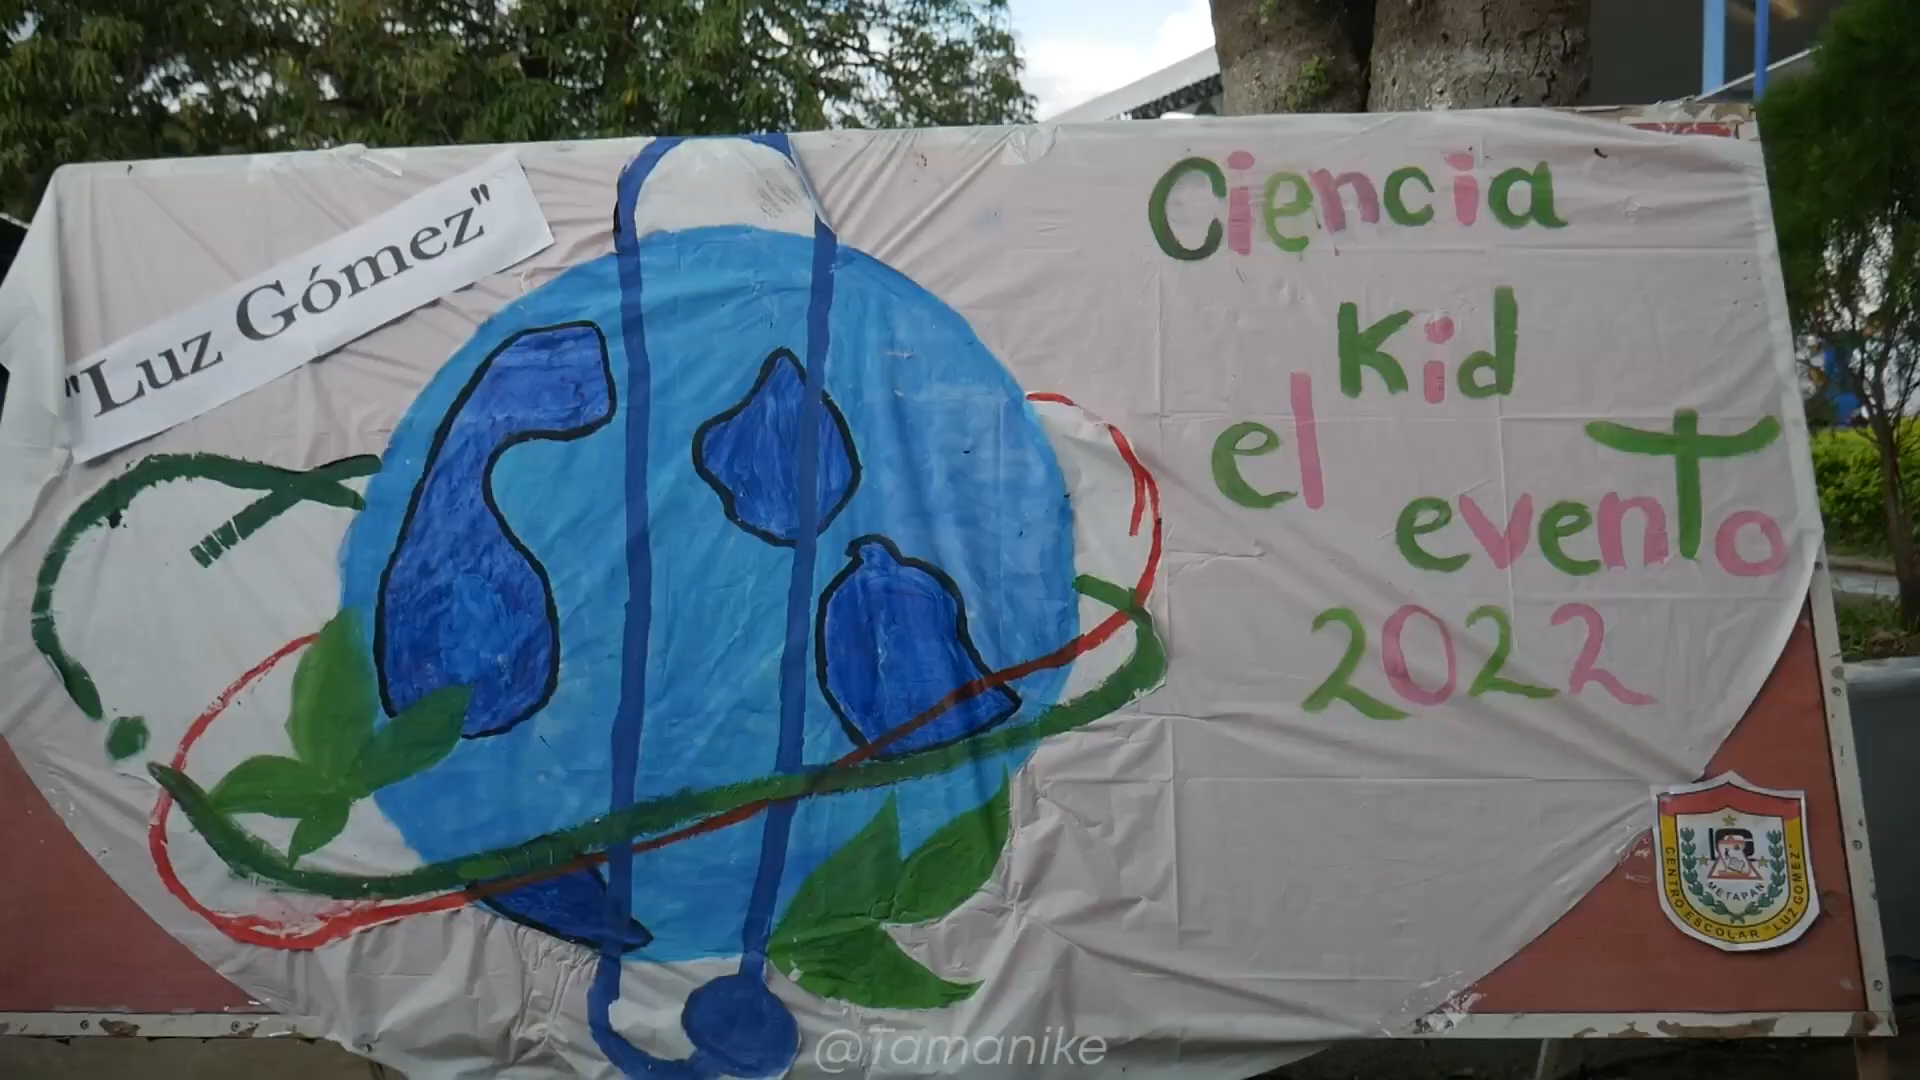 "Luz Gómez"
Ciencia
Kid
el
evento
2022
METAPAN
CENTRO ESCOLAR "LUZ GOMEZ"
@Tamanike